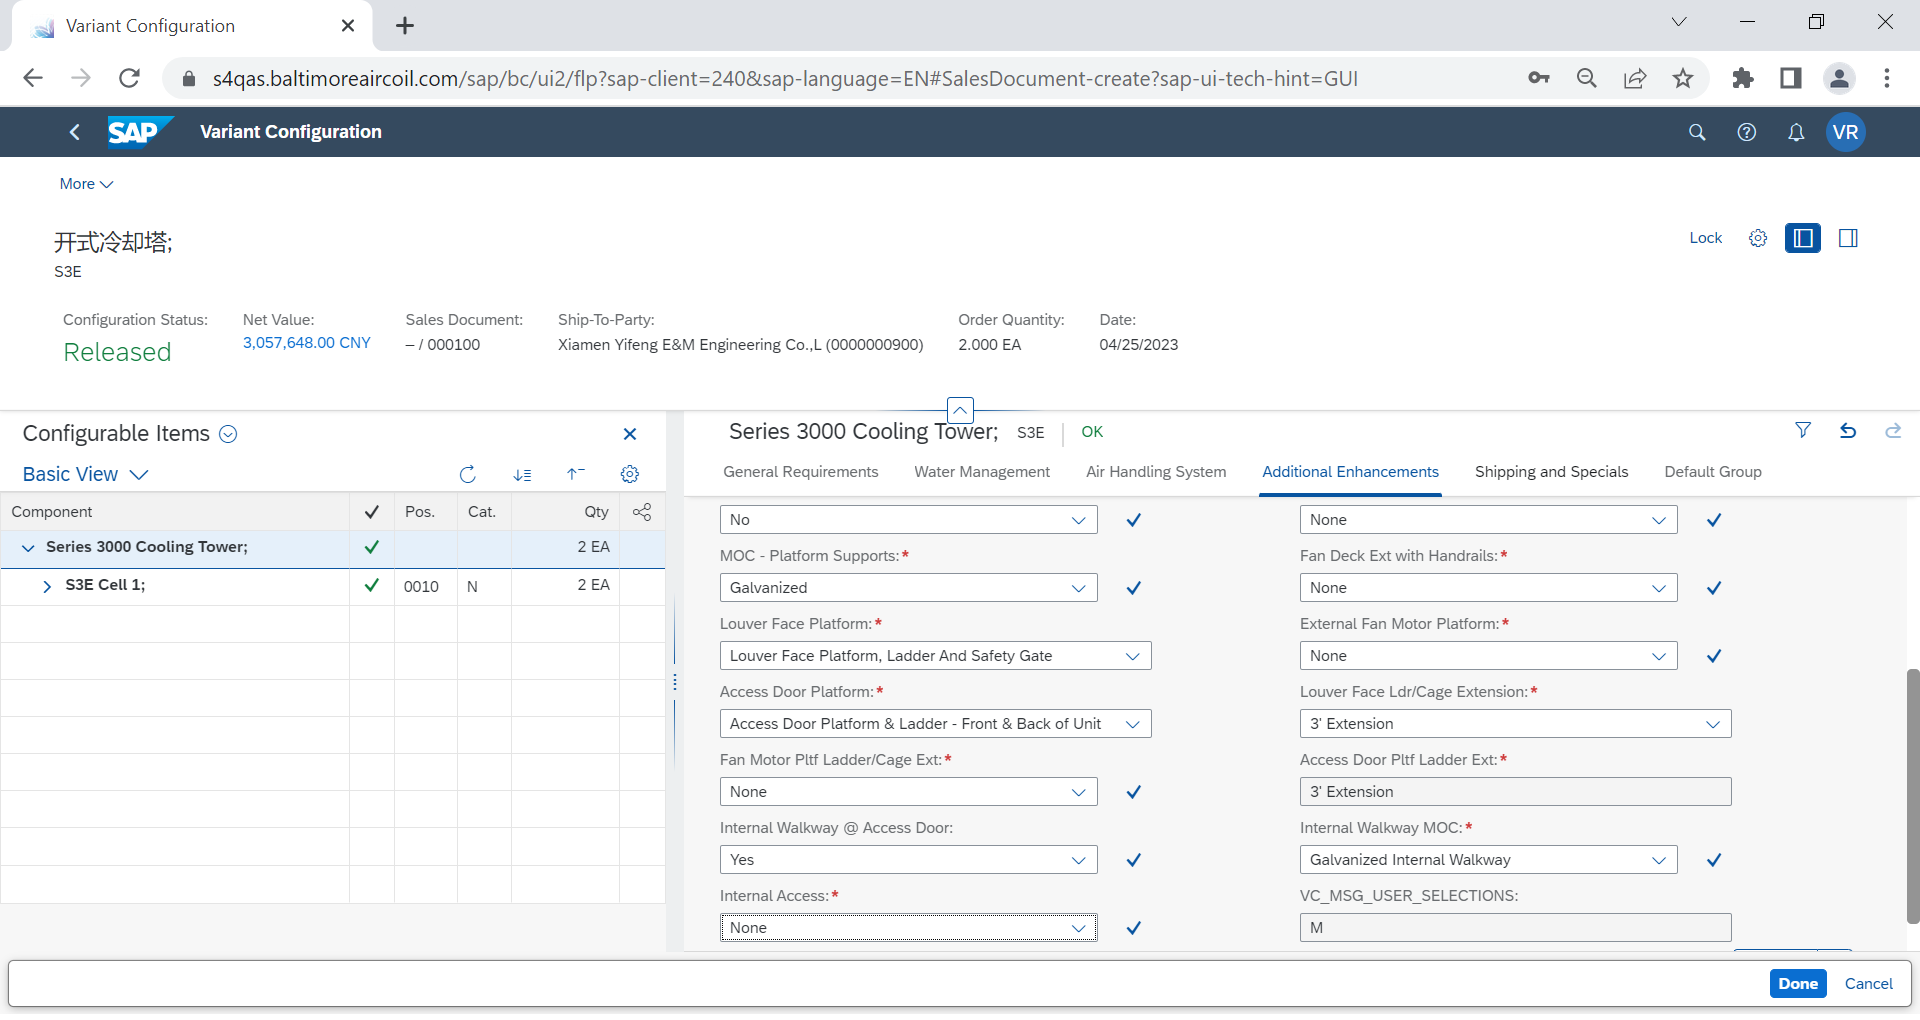 Variant Configuration
s4qas.baltimoreaircoil.com/sap/bc/ui2/flp?sap-client=240&sap-language=EN#SalesDocument-create?sap-ui-tech-hint=GUI
SAP Variant Configuration VR
More
开式冷却塔;
S3E
Lock
Configuration Status: Net Value: Sales Document: Ship-To-Party: Order Quantity: Date:
Released 3,057,648.00 CNY – / 000100 Xiamen Yifeng E&M Engineering Co.,L (0000000900) 2.000 EA 04/25/2023
Configurable Items
Basic View
Component Pos. Cat. Qty
Series 3000 Cooling Tower; 2 EA
S3E Cell 1; 0010 N 2 EA
Series 3000 Cooling Tower; S3E OK
General Requirements Water Management Air Handling System Additional Enhancements Shipping and Specials Default Group
No None
MOC - Platform Supports:* Fan Deck Ext with Handrails:*
Galvanized None
Louver Face Platform:* External Fan Motor Platform:*
Louver Face Platform, Ladder And Safety Gate None
Access Door Platform:* Louver Face Ldr/Cage Extension:*
Access Door Platform & Ladder - Front & Back of Unit 3' Extension
Fan Motor Pltf Ladder/Cage Ext:* Access Door Pltf Ladder Ext:*
None 3' Extension
Internal Walkway @ Access Door: Internal Walkway MOC:*
Yes Galvanized Internal Walkway
Internal Access:* VC_MSG_USER_SELECTIONS:
None M
Done Cancel